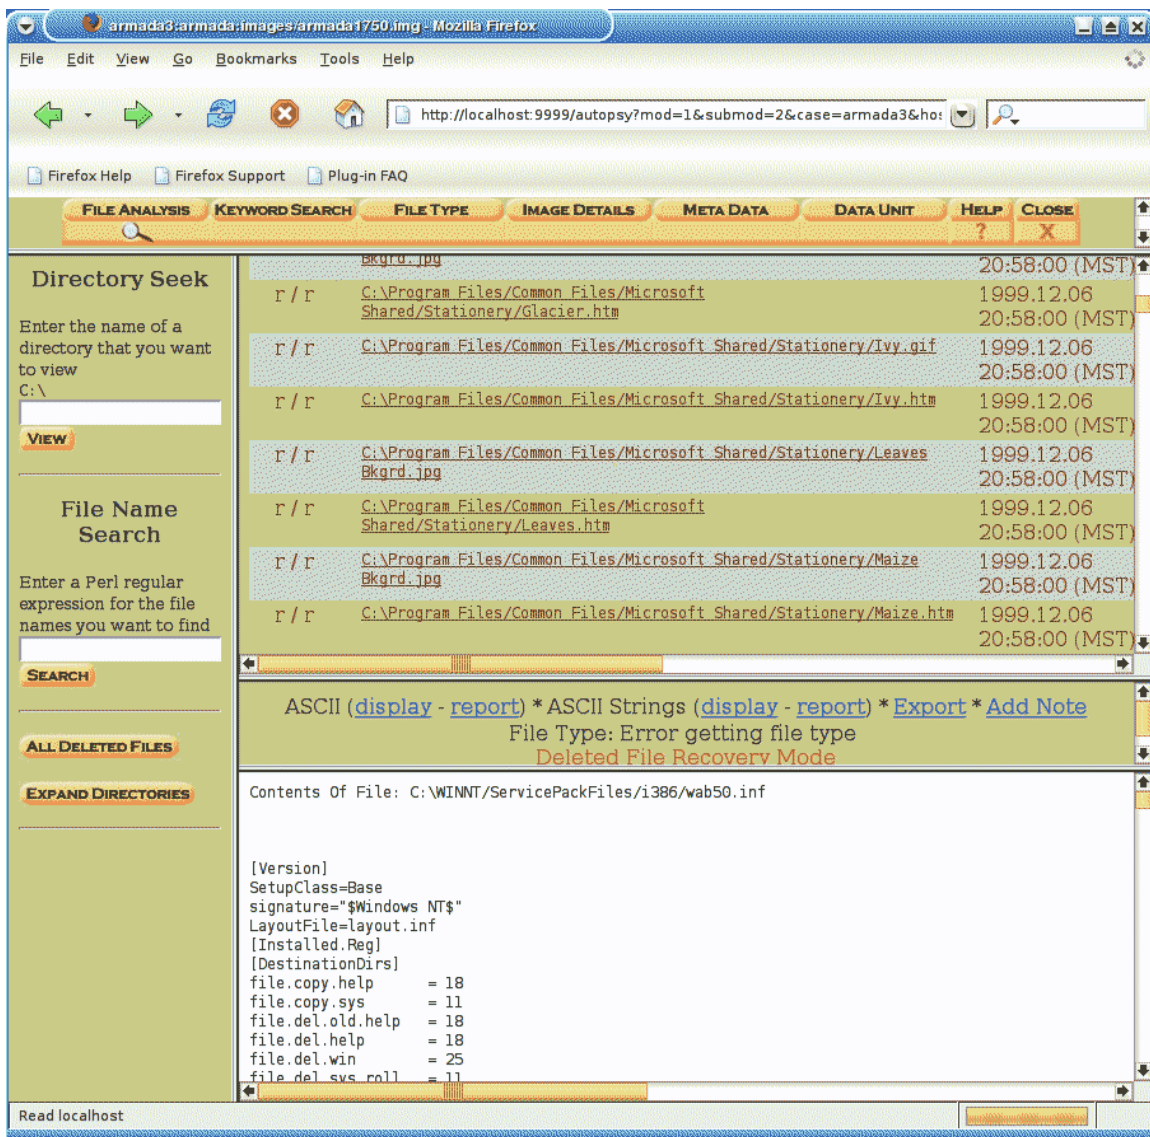 armada3:armada:images/armada1750.img - Mozilla Firefox
File Edit View Go Bookmarks Tools Help
http://localhost:9999/autopsy?mod=1&submod=2&case=armada3&hos
Firefox Help Firefox Support Plug-in FAQ
FILE ANALYSIS KEYWORD SEARCH FILE TYPE IMAGE DETAILS META DATA DATA UNIT HELP CLOSE
? X
Directory Seek
Enter the name of a
directory that you want
to view
C:\
VIEW
File Name
Search
Enter a Perl regular
expression for the file
names you want to find
SEARCH
ALL DELETED FILES
EXPAND DIRECTORIES
Bkgrd.jpg
20:58:00 (MST)
r / r C:\Program Files/Common Files/Microsoft 1999.12.06
Shared/Stationery/Glacier.htm 20:58:00 (MST)
r / r C:\Program Files/Common Files/Microsoft Shared/Stationery/Ivy.gif 1999.12.06
20:58:00 (MST)
r / r C:\Program Files/Common Files/Microsoft Shared/Stationery/Ivy.htm 1999.12.06
20:58:00 (MST)
r / r C:\Program Files/Common Files/Microsoft Shared/Stationery/Leaves 1999.12.06
Bkgrd.jpg 20:58:00 (MST)
r / r C:\Program Files/Common Files/Microsoft 1999.12.06
Shared/Stationery/Leaves.htm 20:58:00 (MST)
r / r C:\Program Files/Common Files/Microsoft Shared/Stationery/Maize 1999.12.06
Bkgrd.jpg 20:58:00 (MST)
r / r C:\Program Files/Common Files/Microsoft Shared/Stationery/Maize.htm 1999.12.06
20:58:00 (MST)
ASCII (display - report) * ASCII Strings (display - report) * Export * Add Note
File Type: Error getting file type
Deleted File Recovery Mode
Contents Of File: C:\WINNT/ServicePackFiles/i386/wab50.inf
[Version]
SetupClass=Base
signature="$Windows NT$"
LayoutFile=layout.inf
[Installed.Reg]
[DestinationDirs]
file.copy.help = 18
file.copy.sys = 11
file.del.old.help = 18
file.del.help = 18
file.del.win = 25
file.del.sys.roll = 11
Read localhost